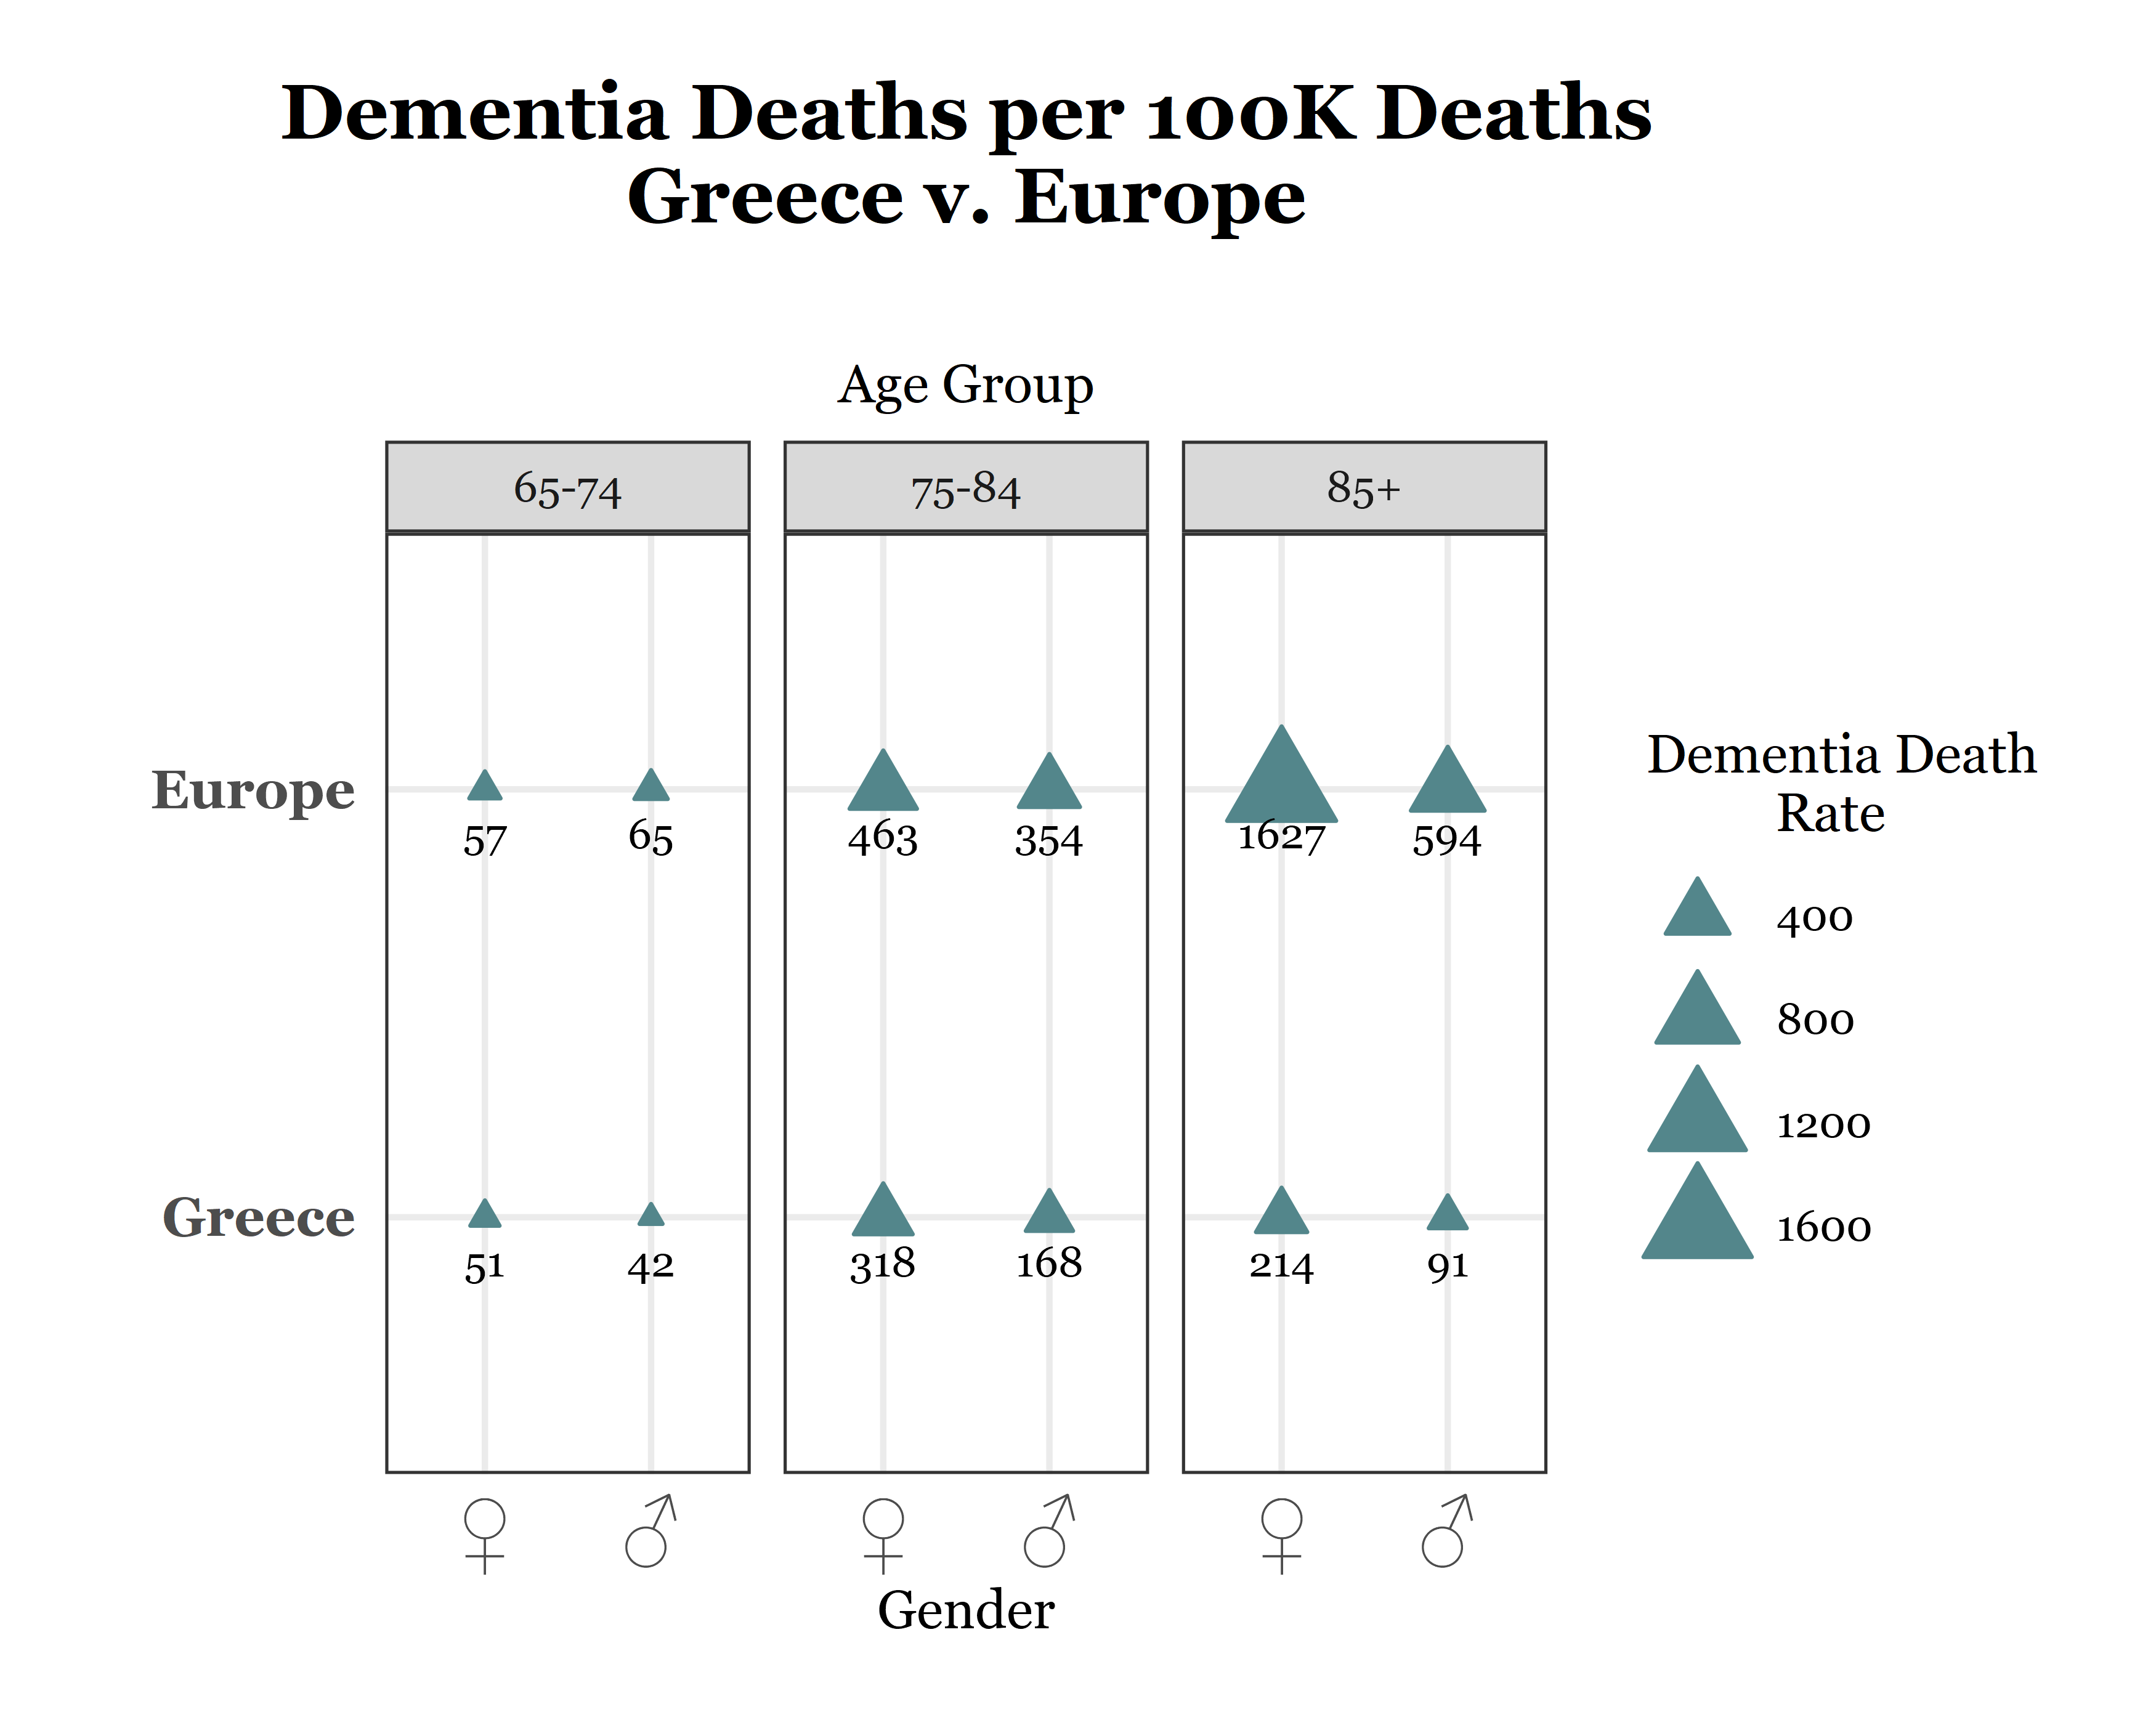 Dementia Deaths per 100K Deaths
Greece v. Europe
Age Group
65-74 75-84 85+
Europe
57 65 463 354 1627 594
Greece
51 42 318 168 214 91
♀ ♂ ♀ ♂ ♀ ♂
Gender
Dementia Death
Rate
400
800
1200
1600